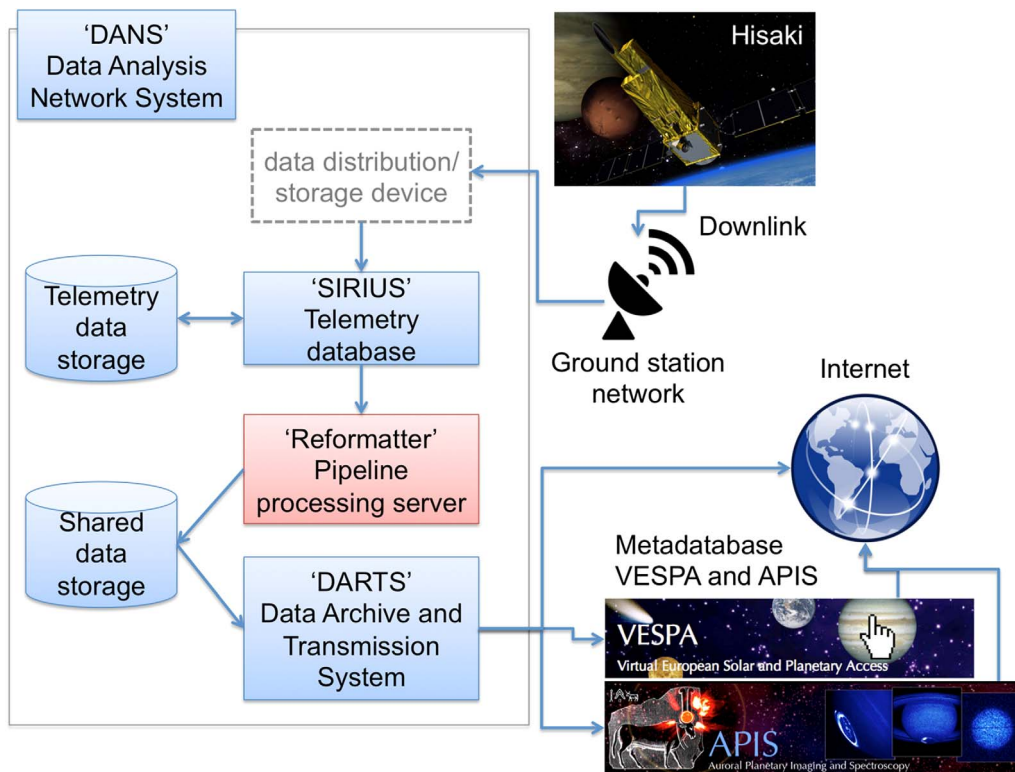 'DANS'
Data Analysis
Network System
Hisaki
data distribution/
storage device
Downlink
Telemetry
data
storage
'SIRIUS'
Telemetry
database
Ground station
network
Internet
'Reformatter'
Pipeline
processing server
Shared
data
storage
'DARTS'
Data Archive and
Transmission
System
Metadatabase
VESPA and APIS
VESPA
Virtual European Solar and Planetary Access
APIS
Auroral Planetary Imaging and Spectroscopy